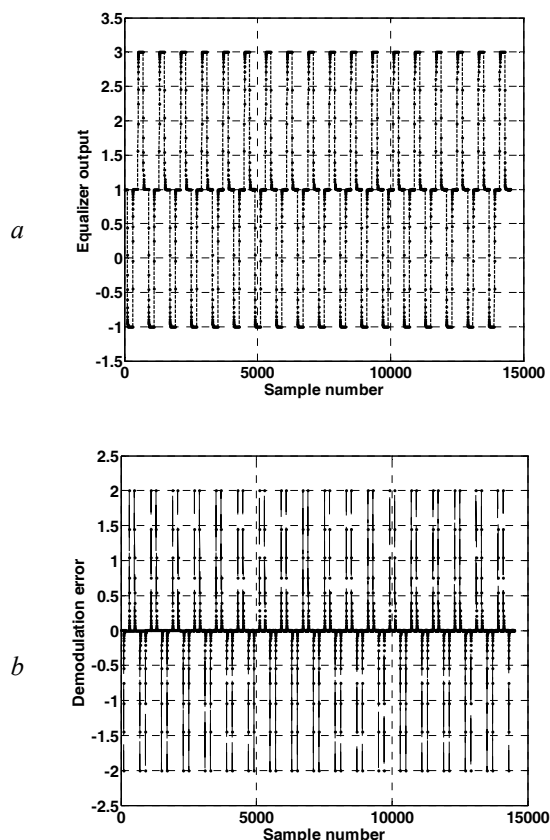 a
Equalizer output
3.5
3
2.5
2
1.5
1
0.5
0
-0.5
-1
-1.5
0 5000 10000 15000
Sample number
b
Demodulation error
2.5
2
1.5
1
0.5
0
-0.5
-1
-1.5
-2
-2.5
0 5000 10000 15000
Sample number